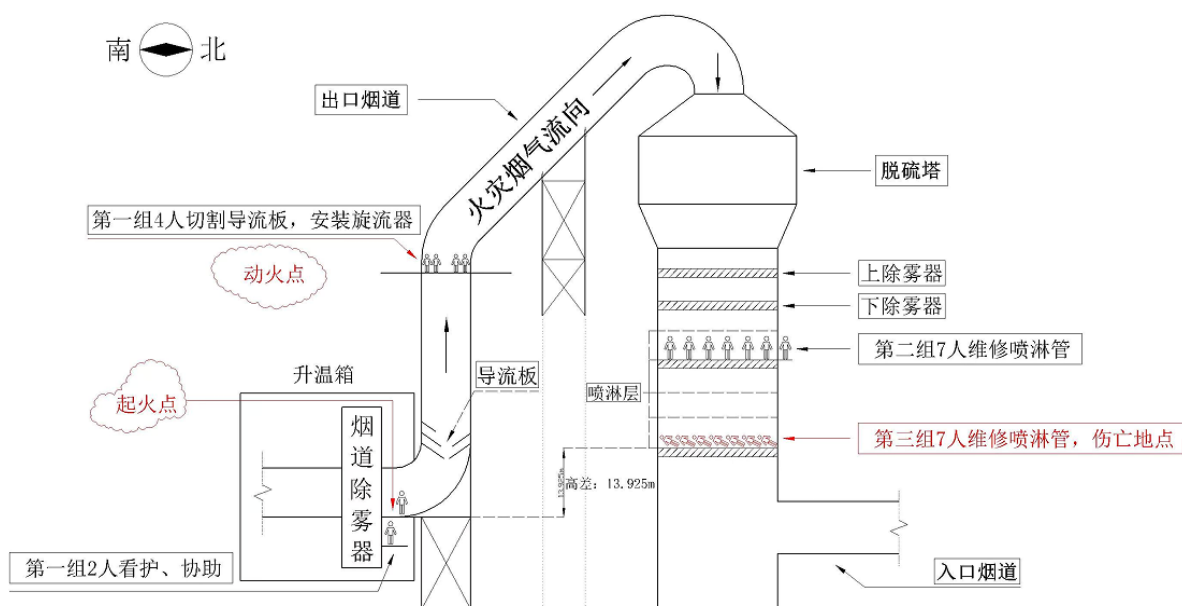 南 北
出口烟道
火灾烟气流向
脱硫塔
第一组4人切割导流板，安装旋流器
动火点
上除雾器
下除雾器
第二组7人维修喷淋管
升温箱
导流板
喷淋层
起火点
烟道除雾器
第三组7人维修喷淋管，伤亡地点
13.925m
高差：13.925m
第一组2人看护、协助
入口烟道